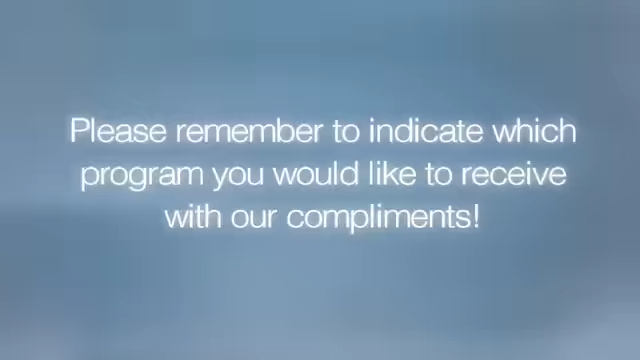 Please remember to indicate which
program you would like to receive
with our compliments!